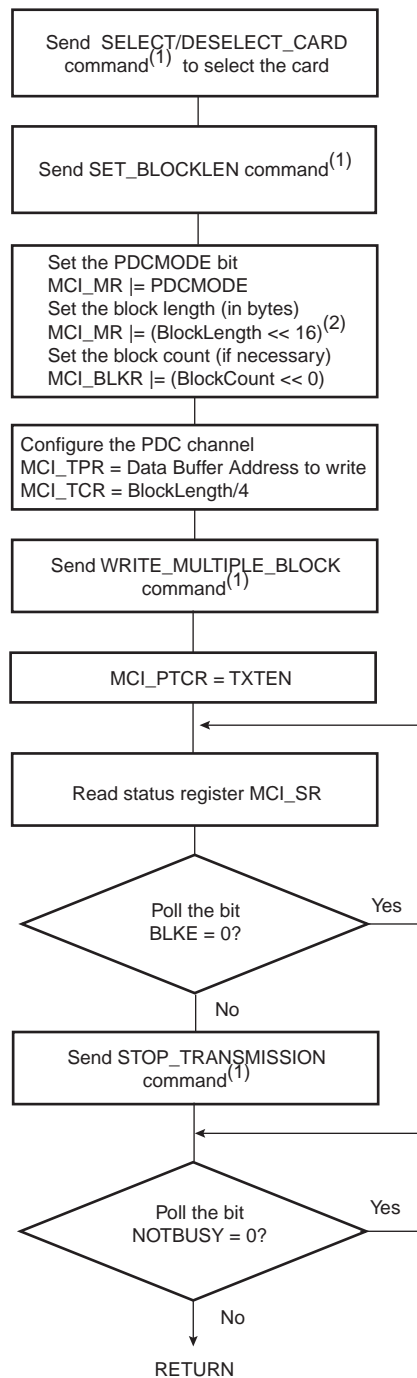 Send SELECT/DESELECT_CARD
command(1) to select the card
Send SET_BLOCKLEN command(1)
Set the PDCMODE bit
MCI_MR |= PDCMODE
Set the block length (in bytes)
MCI_MR |= (BlockLength << 16)(2)
Set the block count (if necessary)
MCI_BLKR |= (BlockCount << 0)
Configure the PDC channel
MCI_TPR = Data Buffer Address to write
MCI_TCR = BlockLength/4
Send WRITE_MULTIPLE_BLOCK
command(1)
MCI_PTCR = TXTEN
Read status register MCI_SR
Poll the bit
BLKE = 0?
Yes
No
Send STOP_TRANSMISSION
command(1)
Poll the bit
NOTBUSY = 0?
Yes
No
RETURN